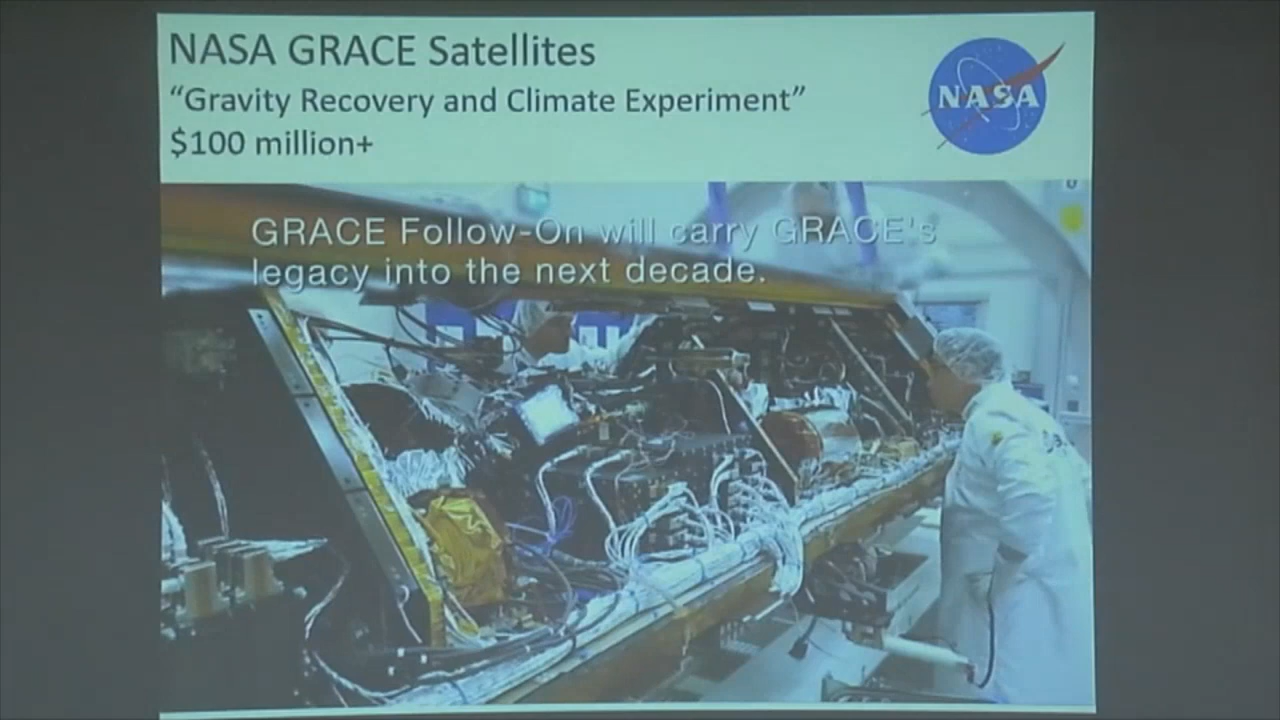 NASA GRACE Satellites
“Gravity Recovery and Climate Experiment”
$100 million+
NASA
GRACE Follow-On will carry GRACE's
legacy into the next decade.